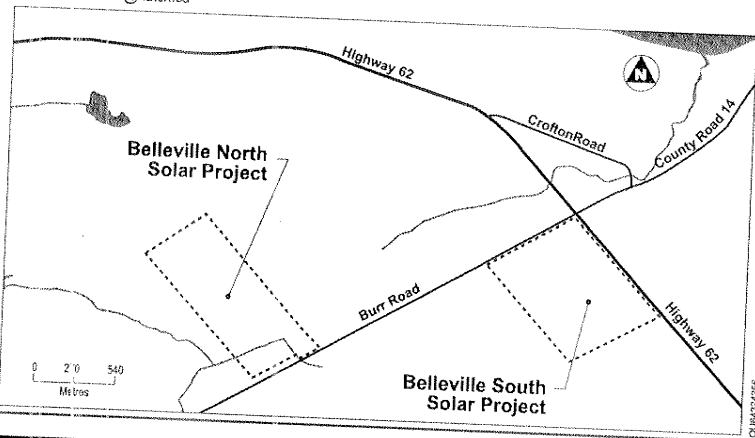 Highway 62
N
Crofton Road
County Road 14
Belleville North
Solar Project
Burr Road
Highway 62
0 540
Metres
Belleville South
Solar Project